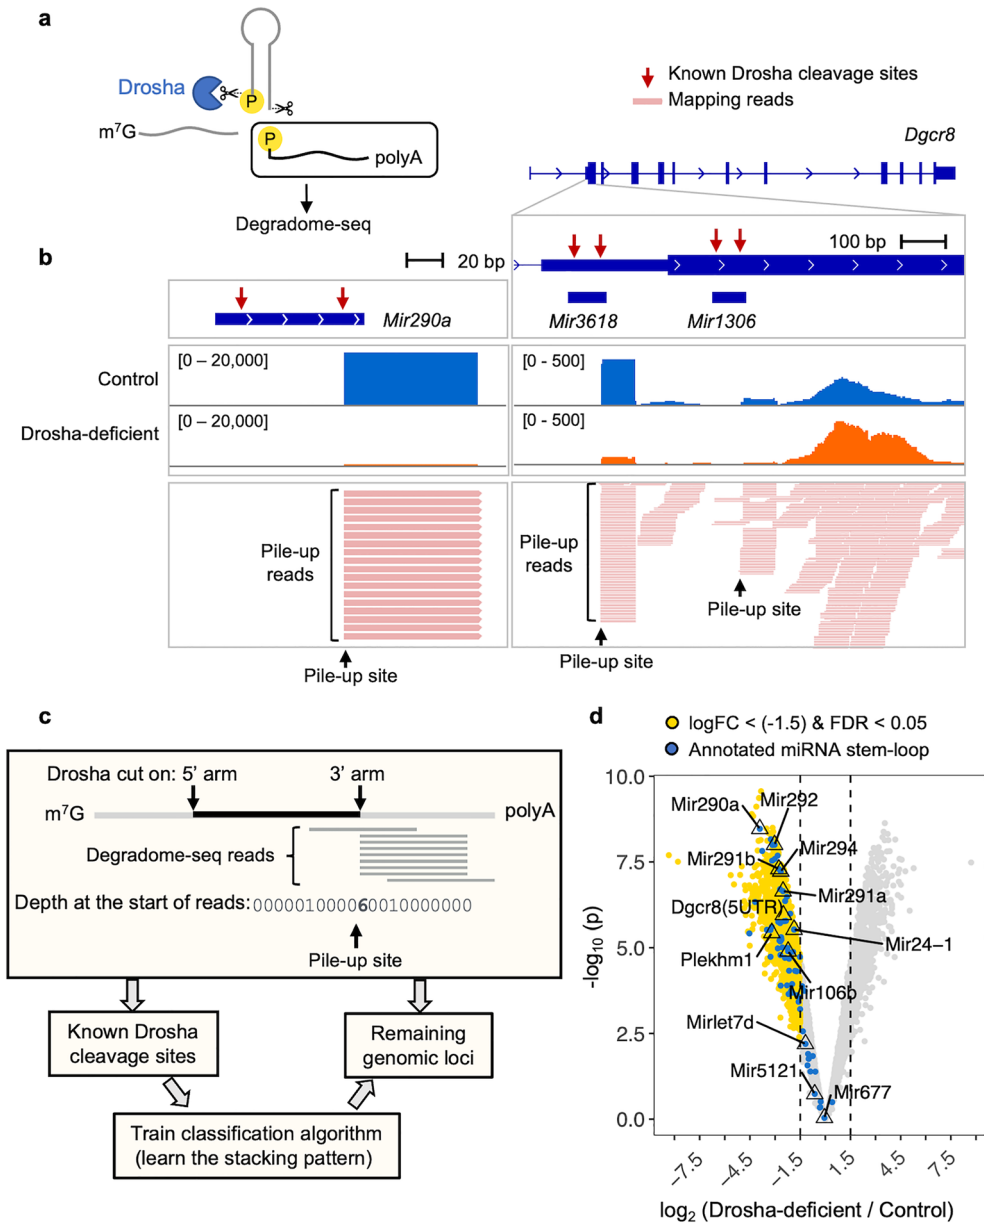 a
Drosha
P
m⁷G
P
polyA
Degradome-seq
Known Drosha cleavage sites
Mapping reads
Dgcr8
b
20 bp
100 bp
Mir290a
Mir3618
Mir1306
Control
[0 – 20,000]
[0 - 500]
Drosha-deficient
[0 – 20,000]
[0 - 500]
Pile-up
reads
Pile-up site
Pile-up
reads
Pile-up site
Pile-up site
c
Drosha cut on: 5’ arm
3’ arm
m⁷G
polyA
Degradome-seq reads
Depth at the start of reads: 000001000060010000000
Pile-up site
Known Drosha
cleavage sites
Remaining
genomic loci
Train classification algorithm
(learn the stacking pattern)
d
logFC < (-1.5) & FDR < 0.05
Annotated miRNA stem-loop
10.0
7.5
5.0
2.5
0.0
-log₁₀ (p)
Mir290a
Mir292
Mir291b
Mir294
Mir291a
Dgcr8(5UTR)
Mir24−1
Plekhm1
Mir106b
Mirlet7d
Mir5121
Mir677
−7.5
−4.5
−1.5
1.5
4.5
7.5
log₂ (Drosha-deficient / Control)